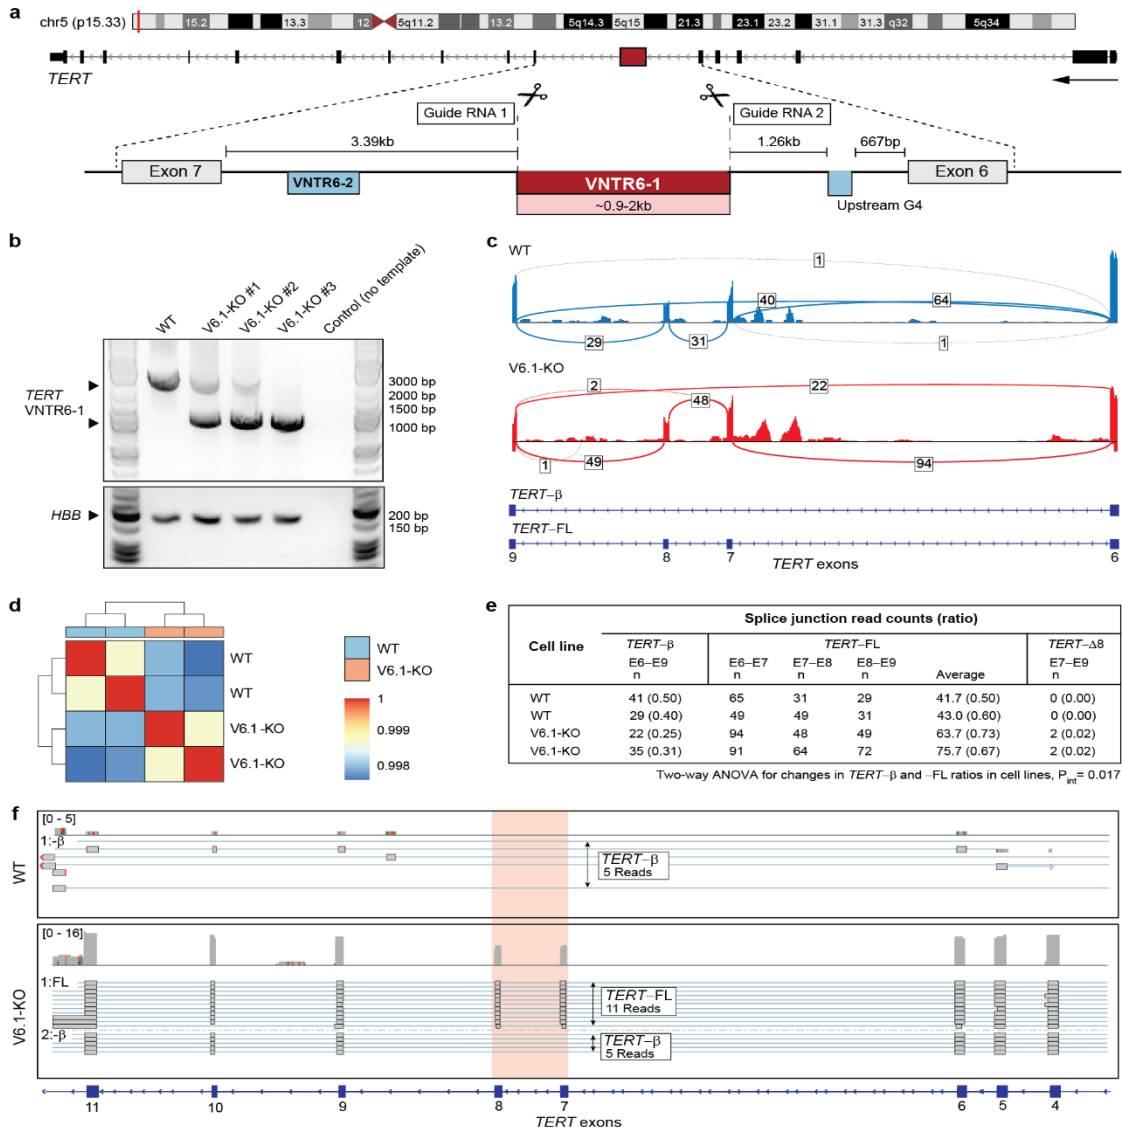 a
chr5 (p15.33) 15.2 13.3 12 5q11.2 5q14.3 5q15 21.3 23.1 23.2 31.1 31.3 q32 5q34
TERT
Guide RNA 1 Guide RNA 2
3.39kb 1.26kb 667bp
Exon 7 VNTR6-2 VNTR6-1 Exon 6
~0.9-2kb Upstream G4
b
WT V6.1-KO #1 V6.1-KO #2 V6.1-KO #3 Control (no template)
TERT
VNTR6-1
3000 bp
2000 bp
1500 bp
1000 bp
HBB
200 bp
150 bp
c
WT
1
40 64
29 31 1
V6.1-KO
2 22
48
1 49 94
TERT–β
TERT–FL
9 8 7 6
TERT exons
d
WT
WT
V6.1-KO
V6.1-KO
WT
V6.1-KO
1
0.999
0.998
e
Splice junction read counts (ratio)
Cell line TERT–β TERT–FL TERT–Δ8
E6–E9 E6–E7 E7–E8 E8–E9 Average E7–E9
n n n n n
WT 41 (0.50) 65 31 29 41.7 (0.50) 0 (0.00)
WT 29 (0.40) 49 49 31 43.0 (0.60) 0 (0.00)
V6.1-KO 22 (0.25) 94 48 49 63.7 (0.73) 2 (0.02)
V6.1-KO 35 (0.31) 91 64 72 75.7 (0.67) 2 (0.02)
Two-way ANOVA for changes in TERT–β and –FL ratios in cell lines, Pint= 0.017
f
WT
[0 - 5]
1:-β
TERT–β
5 Reads
V6.1-KO
[0 - 16]
1:FL
TERT–FL
11 Reads
2:-β
TERT–β
5 Reads
11 10 9 8 7 6 5 4
TERT exons